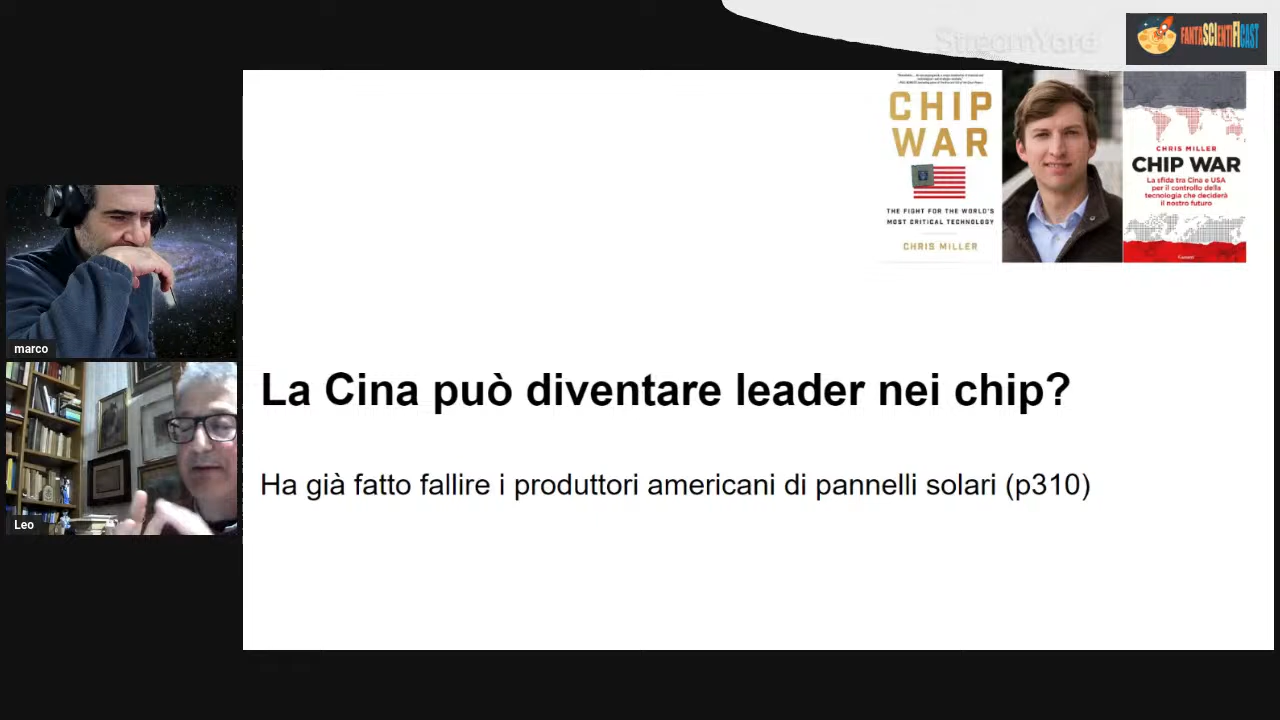 StreamYard
FANTASCIENTIFICAST
CHIP
WAR
THE FIGHT FOR THE WORLD'S
MOST CRITICAL TECHNOLOGY
CHRIS MILLER
CHRIS MILLER
CHIP WAR
La sfida tra Cina e USA
per il controllo della
tecnologia che deciderà
il nostro futuro
Garzanti
marco
Leo
La Cina può diventare leader nei chip?
Ha già fatto fallire i produttori americani di pannelli solari (p310)